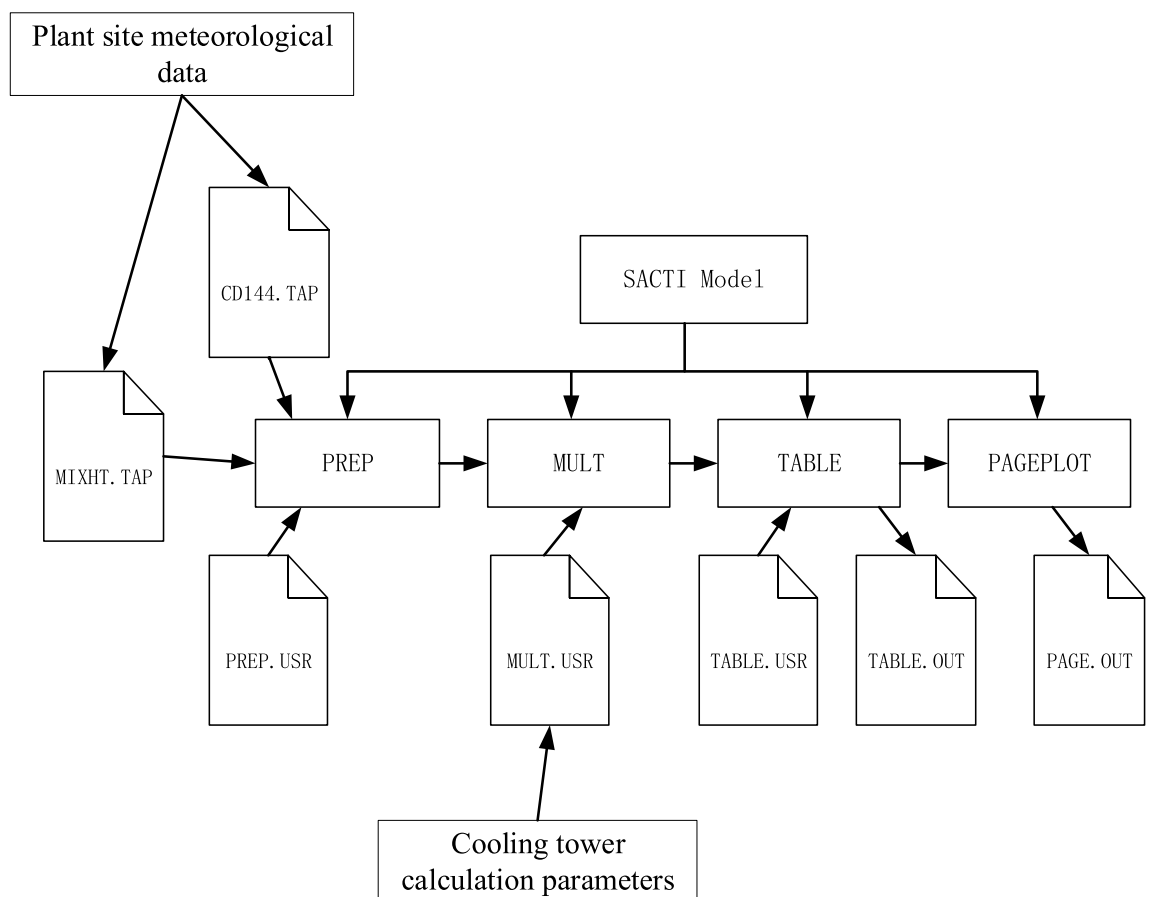 Plant site meteorological
data
CD144.TAP
SACTI Model
MIXHT.TAP
PREP
MULT
TABLE
PAGEPLOT
PREP.USR
MULT.USR
TABLE.USR
TABLE.OUT
PAGE.OUT
Cooling tower
calculation parameters